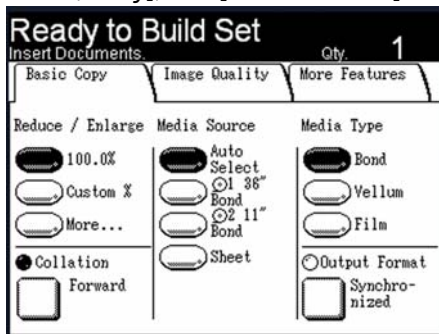 Ready to Build Set
Insert Documents.
Qty. 1
Basic Copy
Image Quality
More Features
Reduce / Enlarge
100.0%
Custom %
More...
Collation
Forward
Media Source
Auto
Select
1 36"
Bond
2 11"
Bond
Sheet
Media Type
Bond
Vellum
Film
Output Format
Synchro-
nized